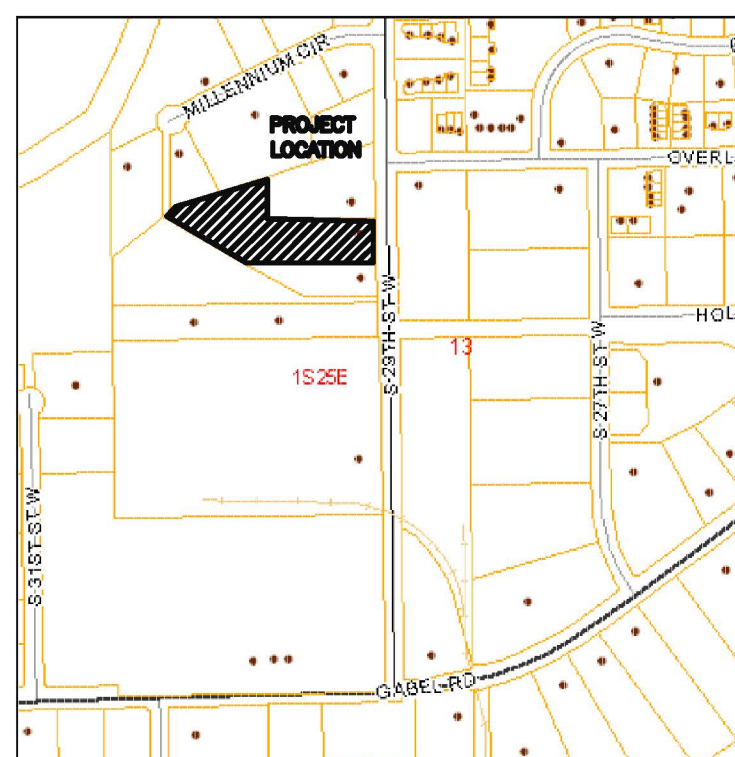 MILLENNIUM CIR
PROJECT
LOCATION
OVERL
HOL
S 29TH ST W
13
1S25E
S 27TH ST W
S 31ST ST W
GABEL RD